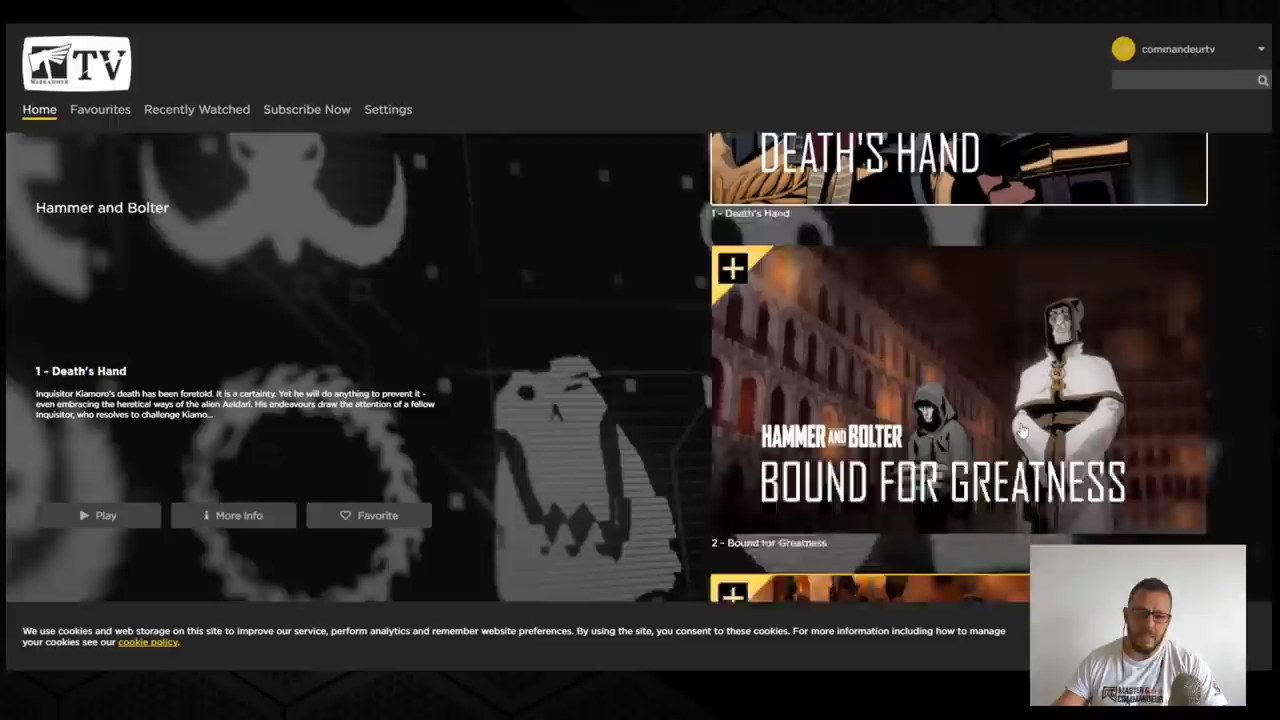 WARHAMMER TV
commandeurtv
Home Favourites Recently Watched Subscribe Now Settings
Hammer and Bolter
DEATH'S HAND
1 - Death's Hand
1 - Death's Hand
Inquisitor Kiamoro's death has been foretold. It is a certainty. Yet he will do anything to prevent it -
even embracing the heretical ways of the alien Aeldari. His endeavours draw the attention of a fellow
Inquisitor, who resolves to challenge Kiamo...
Play More Info Favorite
HAMMER AND BOLTER
BOUND FOR GREATNESS
2 - Bound for Greatness
We use cookies and web storage on this site to improve our service, perform analytics and remember website preferences. By using the site, you consent to these cookies. For more information including how to manage
your cookies see our cookie policy.
MASTER
COMMANDEUR